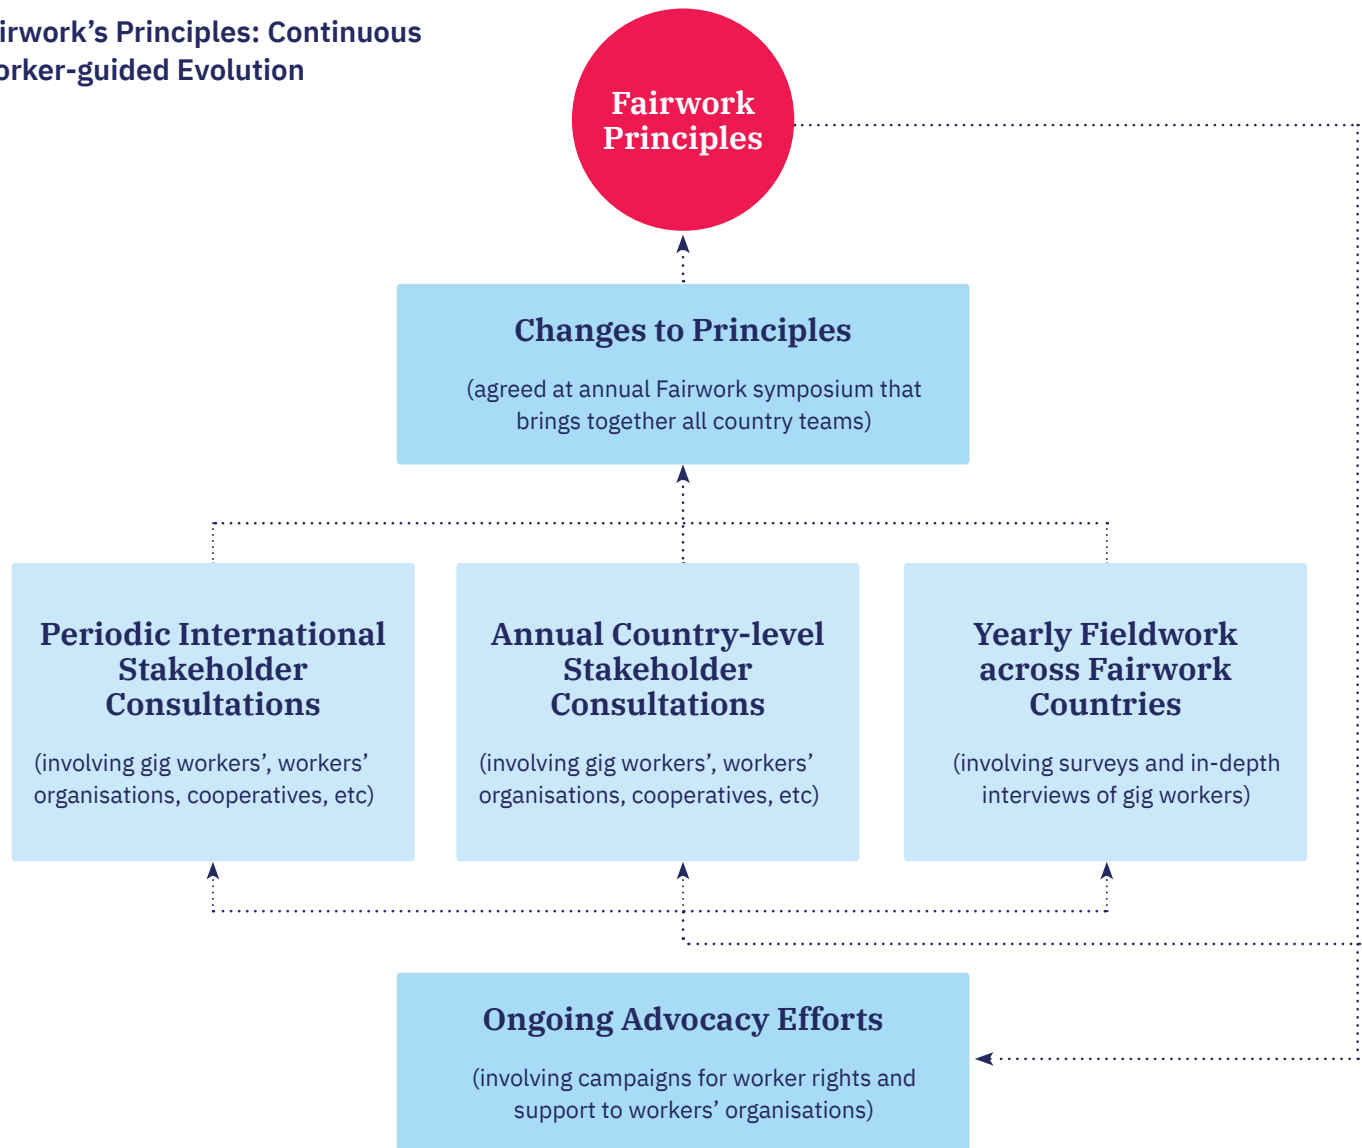 irwork’s Principles: Continuous
orker-guided Evolution
Fairwork
Principles
Changes to Principles
(agreed at annual Fairwork symposium that
brings together all country teams)
Periodic International
Stakeholder
Consultations
(involving gig workers’, workers’
organisations, cooperatives, etc)
Annual Country-level
Stakeholder
Consultations
(involving gig workers’, workers’
organisations, cooperatives, etc)
Yearly Fieldwork
across Fairwork
Countries
(involving surveys and in-depth
interviews of gig workers)
Ongoing Advocacy Efforts
(involving campaigns for worker rights and
support to workers’ organisations)